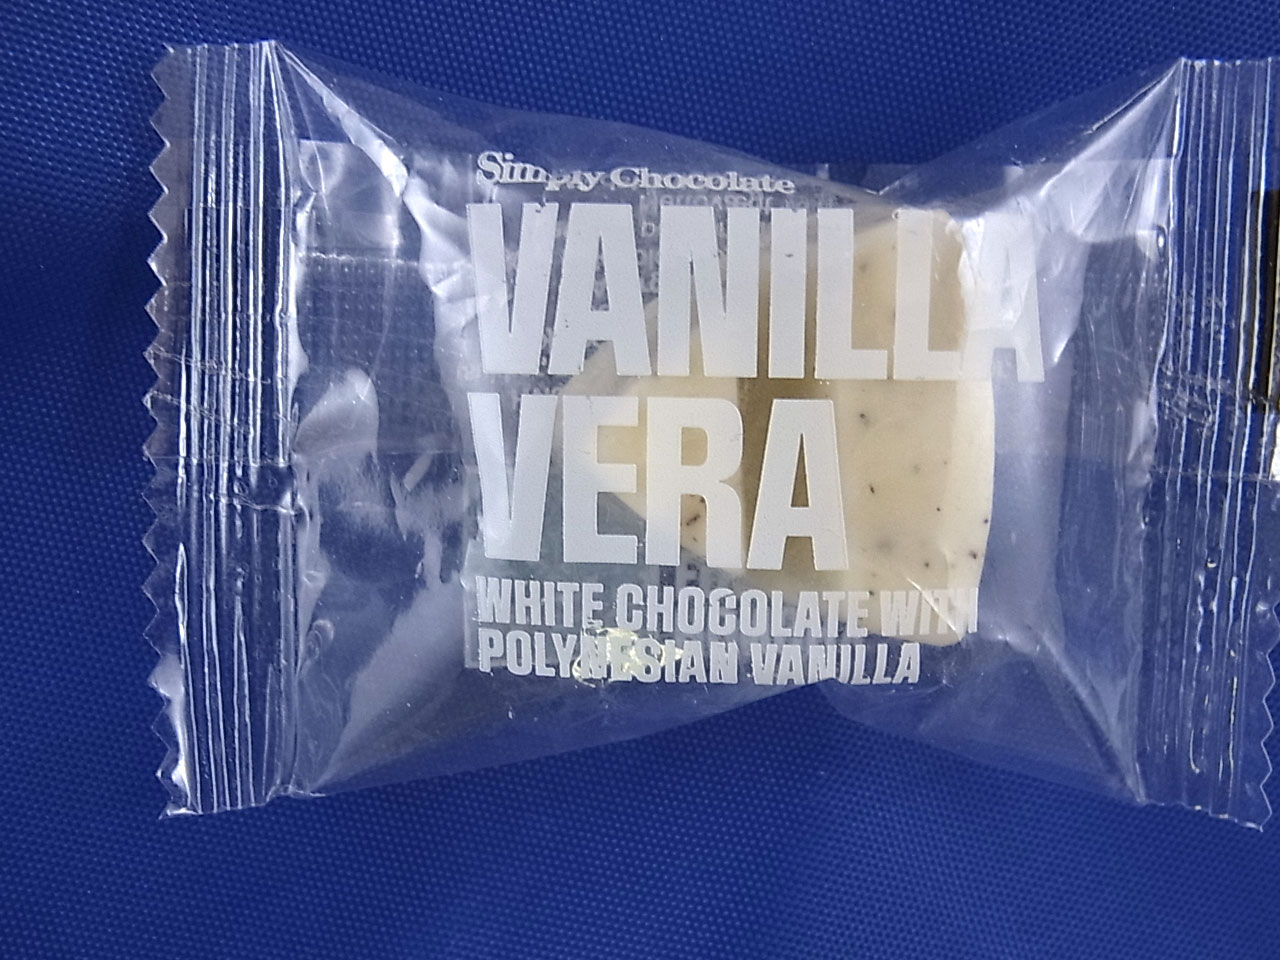 Simply Chocolate
VANILLA
VERA
WHITE CHOCOLATE WITH
POLYNESIAN VANILLA